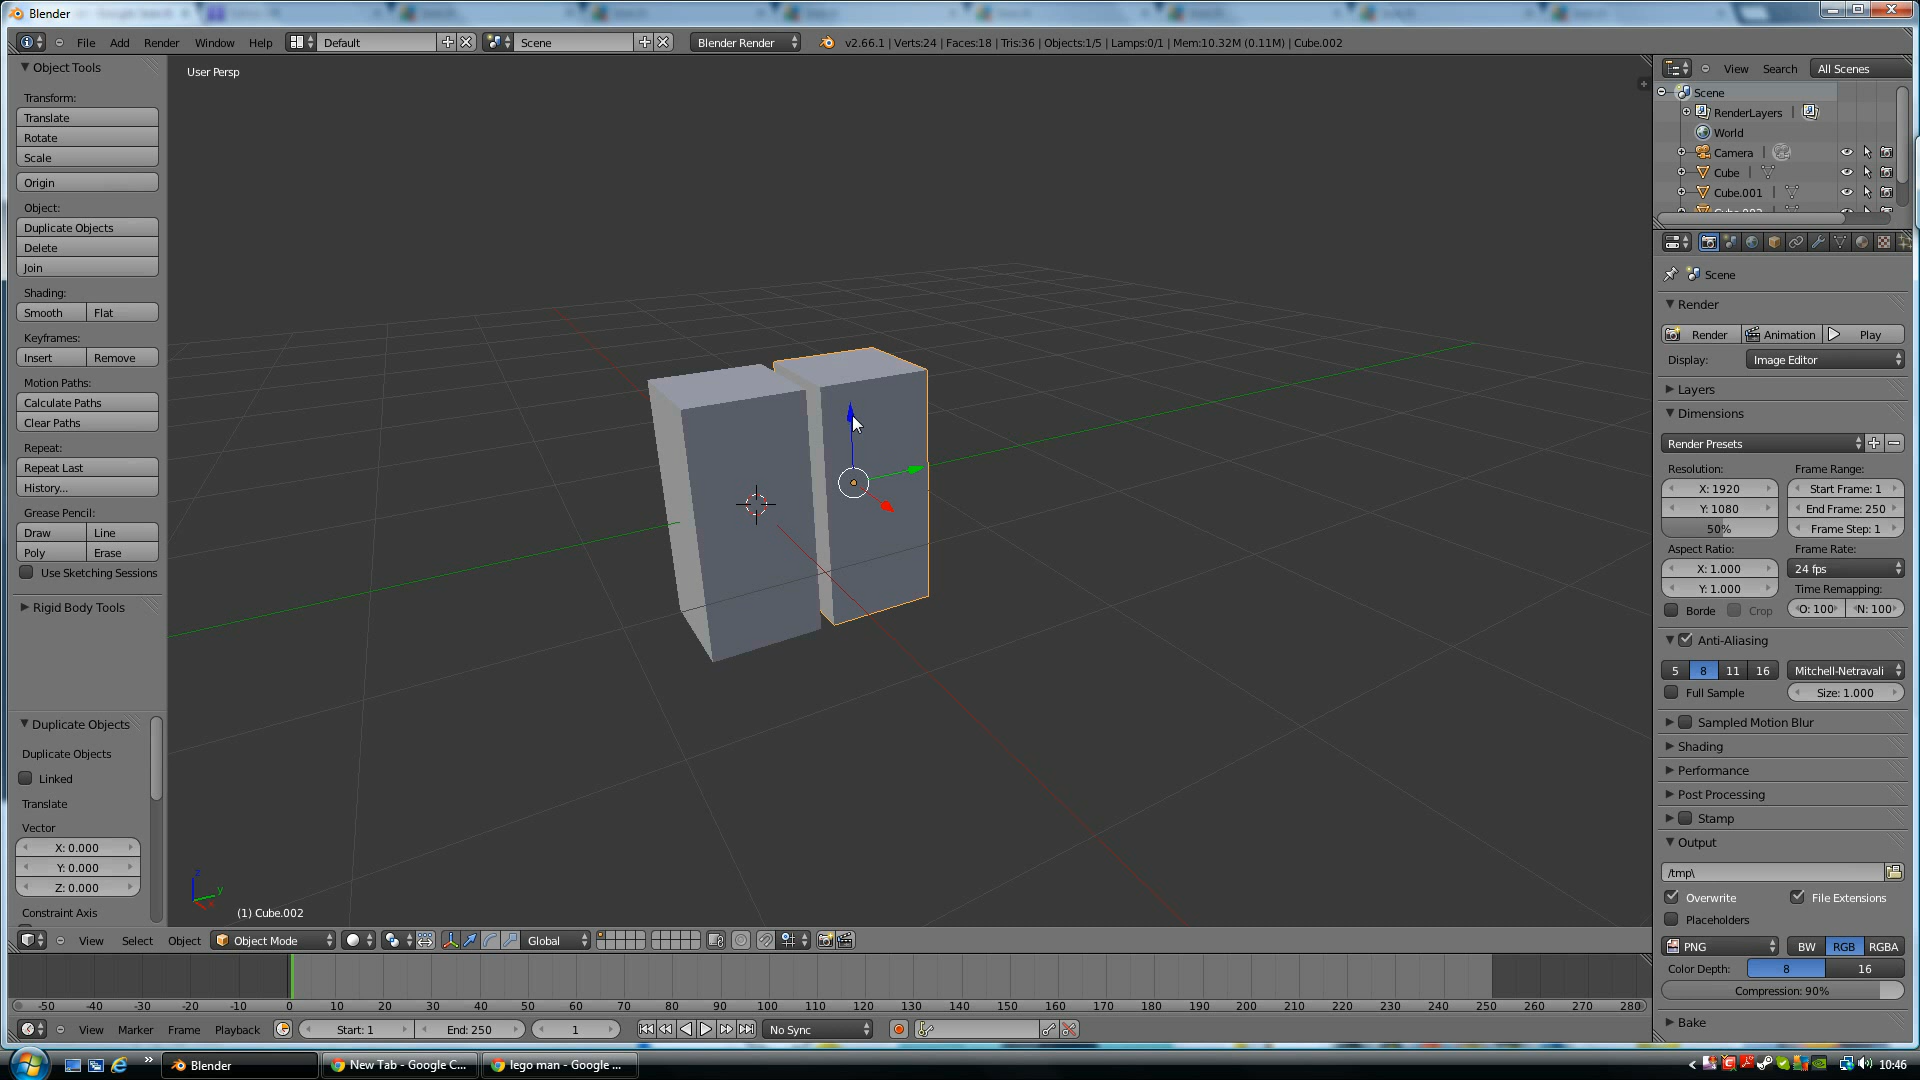 Blender
File Add Render Window Help Default Scene Blender Render v2.66.1 | Verts:24 | Faces:18 | Tris:36 | Objects:1/5 | Lamps:0/1 | Mem:10.32M (0.11M) | Cube.002
Object Tools
Transform:
Translate
Rotate
Scale
Origin
Object:
Duplicate Objects
Delete
Join
Shading:
Smooth Flat
Keyframes:
Insert Remove
Motion Paths:
Calculate Paths
Clear Paths
Repeat:
Repeat Last
History...
Grease Pencil:
Draw Line
Poly Erase
Use Sketching Sessions
Rigid Body Tools
Duplicate Objects
Duplicate Objects
Linked
Translate
Vector
X: 0.000
Y: 0.000
Z: 0.000
Constraint Axis
User Persp
z
y
x
(1) Cube.002
View Search All Scenes
Scene
RenderLayers |
World
Camera |
Cube |
Cube.001 |
Scene
Render
Render Animation Play
Display: Image Editor
Layers
Dimensions
Render Presets
Resolution: Frame Range:
X: 1920 Start Frame: 1
Y: 1080 End Frame: 250
50% Frame Step: 1
Aspect Ratio: Frame Rate:
X: 1.000 24 fps
Y: 1.000 Time Remapping:
Borde Crop O: 100 N: 100
Anti-Aliasing
5 8 11 16 Mitchell-Netravali
Full Sample Size: 1.000
Sampled Motion Blur
Shading
Performance
Post Processing
Stamp
Output
/tmp\
Overwrite File Extensions
Placeholders
PNG BW RGB RGBA
Color Depth: 8 16
Compression: 90%
Bake
View Select Object Object Mode Global
-50 -40 -30 -20 -10 0 10 20 30 40 50 60 70 80 90 100 110 120 130 140 150 160 170 180 190 200 210 220 230 240 250 260 270 280
View Marker Frame Playback Start: 1 End: 250 1 No Sync
» Blender New Tab - Google C... lego man - Google ... < 10:46